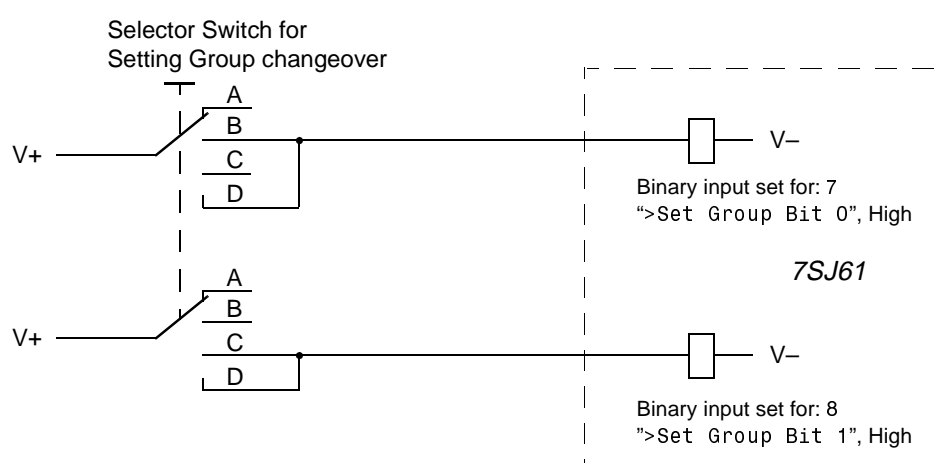 Selector Switch for
Setting Group changeover
A
B
V+
V–
C
D
Binary input set for: 7
“>Set Group Bit 0”, High
7SJ61
A
B
V+
C
V–
D
Binary input set for: 8
”>Set Group Bit 1”, High